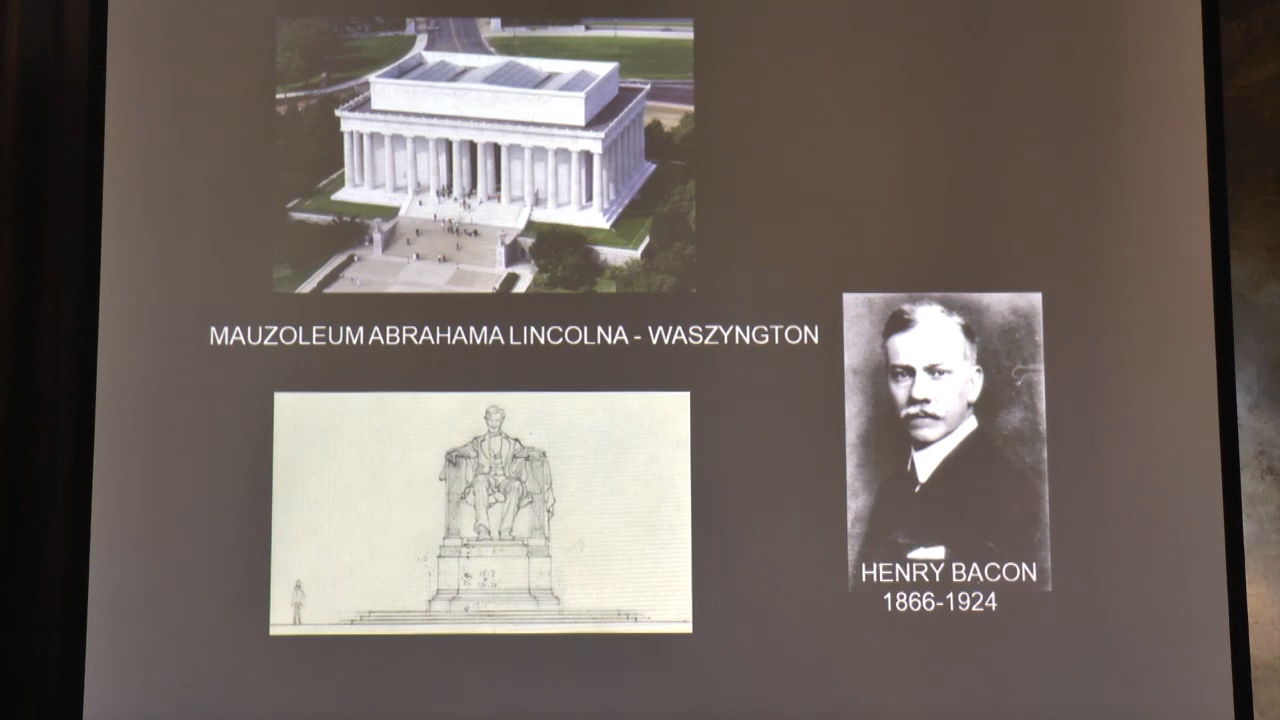 MAUZOLEUM ABRAHAMA LINCOLNA - WASZYNGTON
HENRY BACON
1866-1924